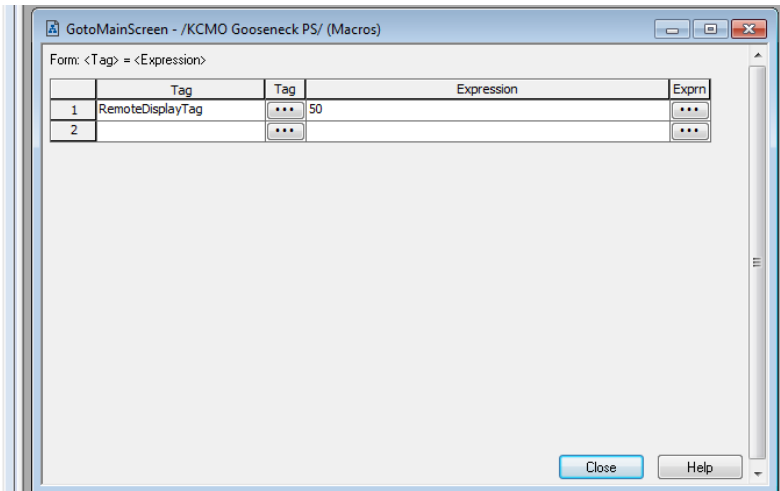 GotoMainScreen - /KCMO Gooseneck PS/ (Macros)
Form: <Tag> = <Expression>
Tag Tag Expression Exprn
1 RemoteDisplayTag ... 50 ...
2 ... ...
Close Help